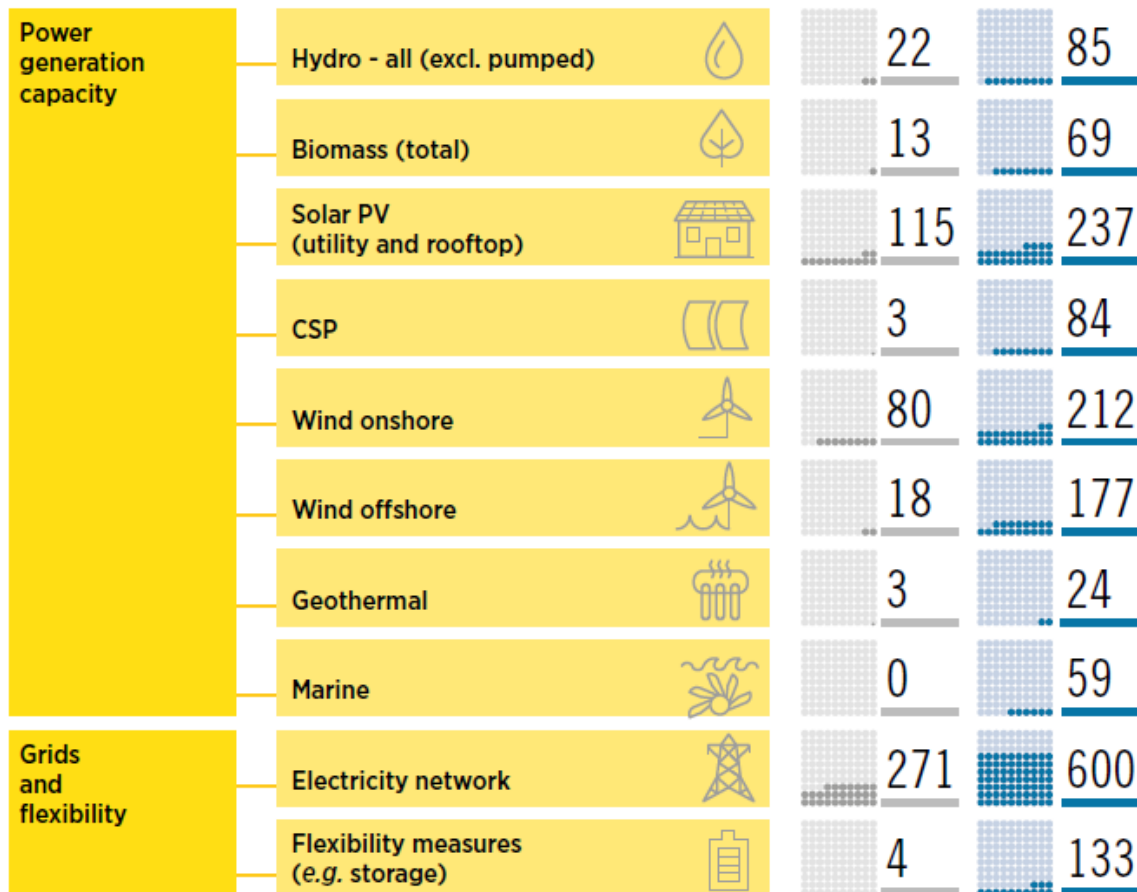 Power
generation
capacity
Hydro - all (excl. pumped)
22
85
Biomass (total)
13
69
Solar PV
(utility and rooftop)
115
237
CSP
3
84
Wind onshore
80
212
Wind offshore
18
177
Geothermal
3
24
Marine
0
59
Grids
and
flexibility
Electricity network
271
600
Flexibility measures
(e.g. storage)
4
133